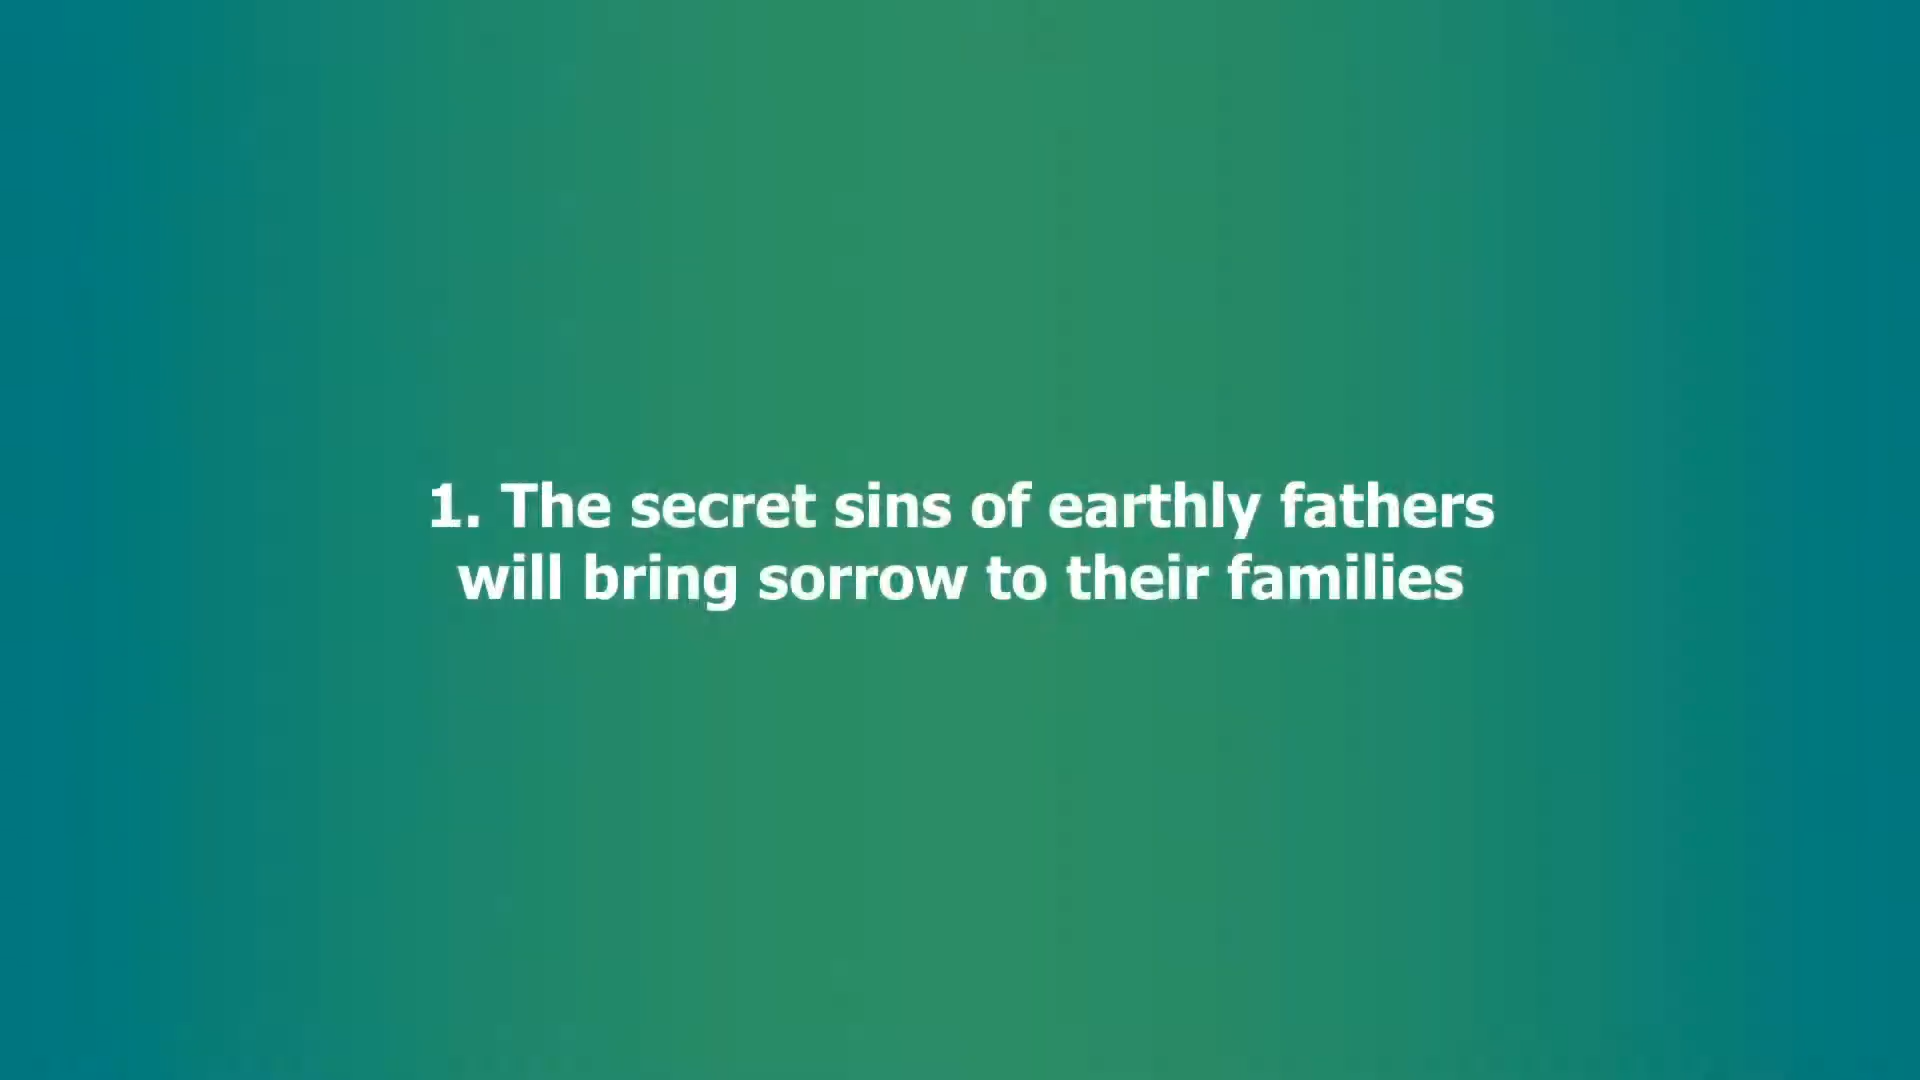 1. The secret sins of earthly fathers
will bring sorrow to their families